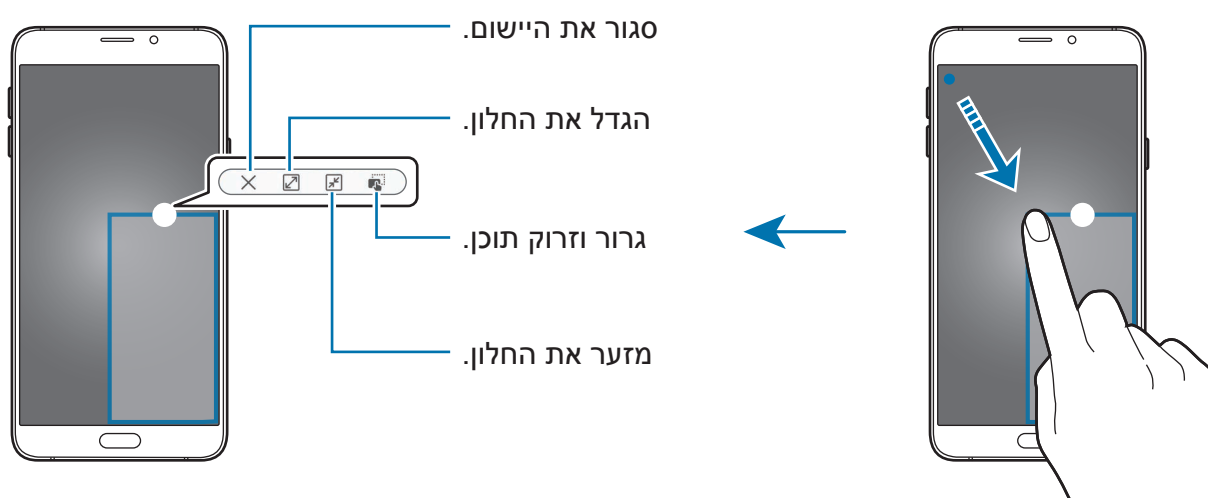 סגור את היישום.
הגדל את החלון.
גרור וזרוק תוכן.
מזער את החלון.